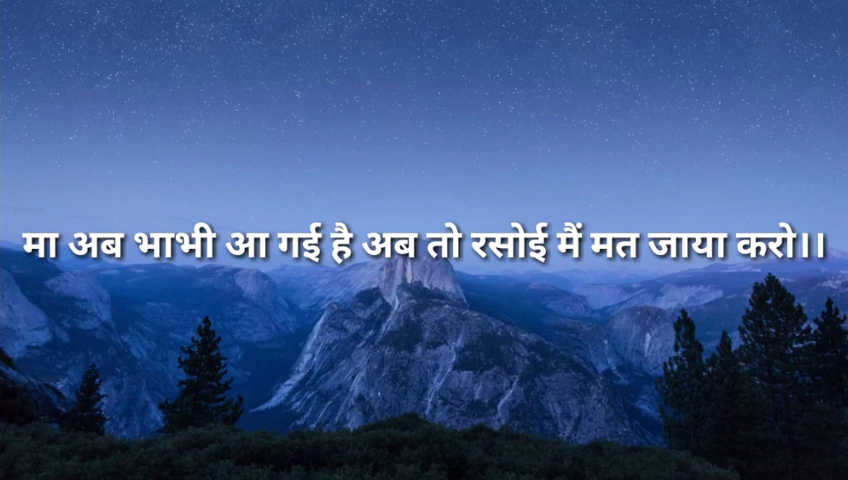 मा अब भाभी आ गई है अब तो रसोई मैं मत जाया करो।।